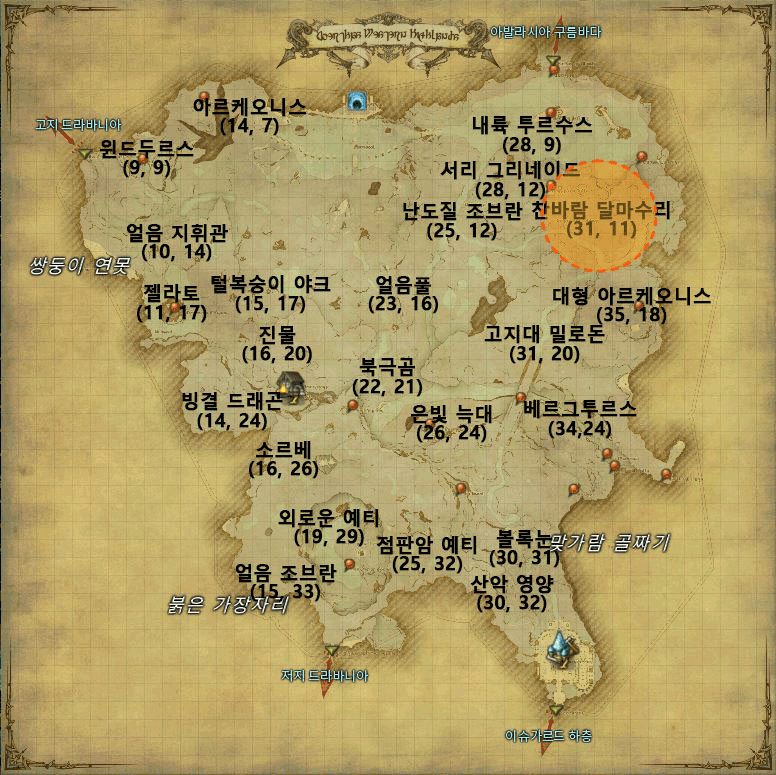 Coerthas Western Highlands
아발라시아 구름바다
고지 드라바니아
아르케오니스
(14, 7)
윈드두르스
(9, 9)
내륙 투르수스
(28, 9)
서리 그리네이드
(28, 12)
난도질 조브란
(25, 12)
찬바람 달마수리
(31, 11)
얼음 지휘관
(10, 14)
쌍둥이 연못
젤라토
(11, 17)
털복숭이 야크
(15, 17)
얼음풀
(23, 16)
대형 아르케오니스
(35, 18)
진물
(16, 20)
고지대 밀로돈
(31, 20)
북극곰
(22, 21)
빙결 드래곤
(14, 24)
은빛 늑대
(26, 24)
베르그투르스
(34,24)
소르베
(16, 26)
외로운 예티
(19, 29)
점판암 예티
(25, 32)
볼록눈
(30, 31)
맞가람 골짜기
얼음 조브란
(15, 33)
붉은 가장자리
산악 영양
(30, 32)
저지 드라바니아
이슈가르드 하층